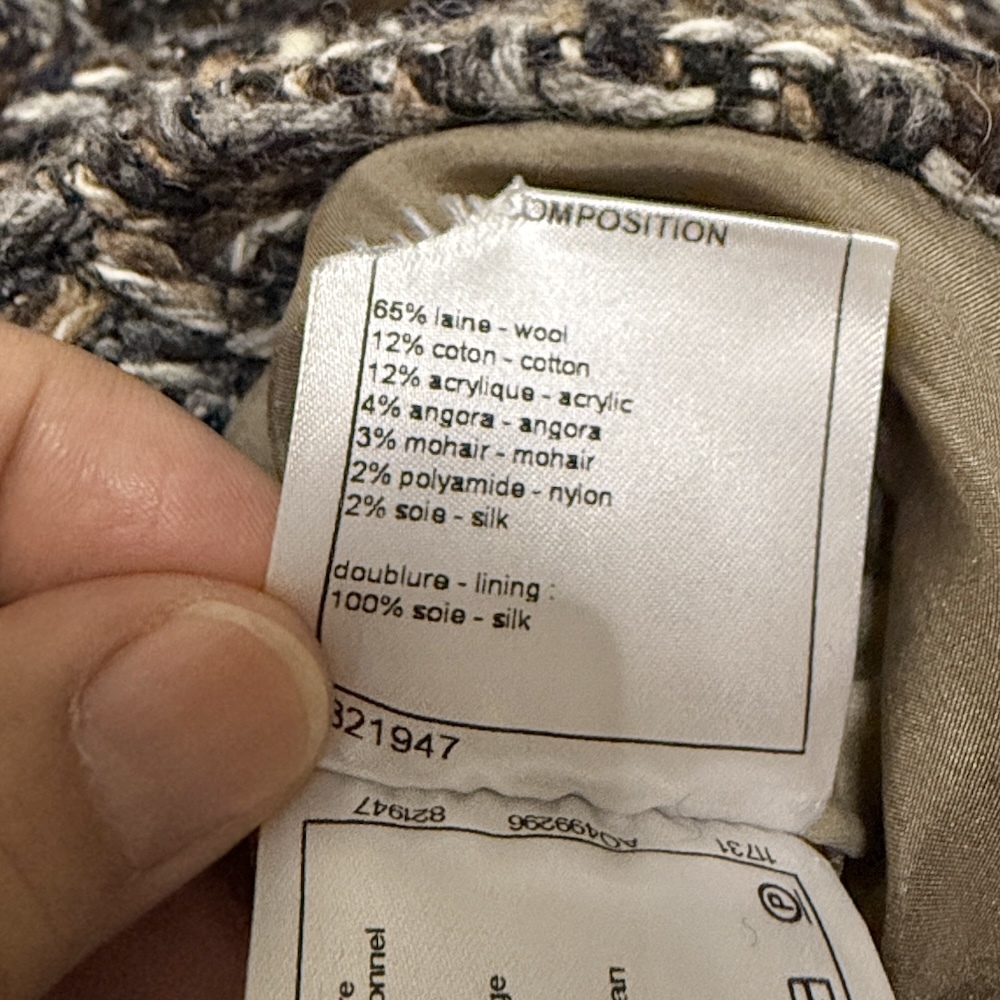 COMPOSITION
65% laine - wool
12% coton - cotton
12% acrylique - acrylic
4% angora - angora
3% mohair - mohair
2% polyamide - nylon
2% soie - silk
doublure - lining :
100% soie - silk
821947
821947 A0499296 11731
P